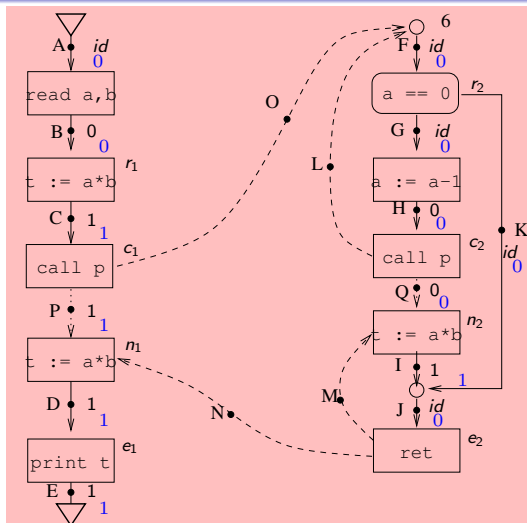 A id
0
read a,b
B 0
0
r1
t := a*b
C 1
1
c1
call p
P 1
1
n1
t := a*b
D 1
1
e1
print t
E 1
1
O
L
N
M
6
F id
0
r2
a == 0
G id
0
a := a-1
H 0
0
c2
call p
Q 0
0
n2
t := a*b
I 1
1
J id
0
e2
ret
K
id
0